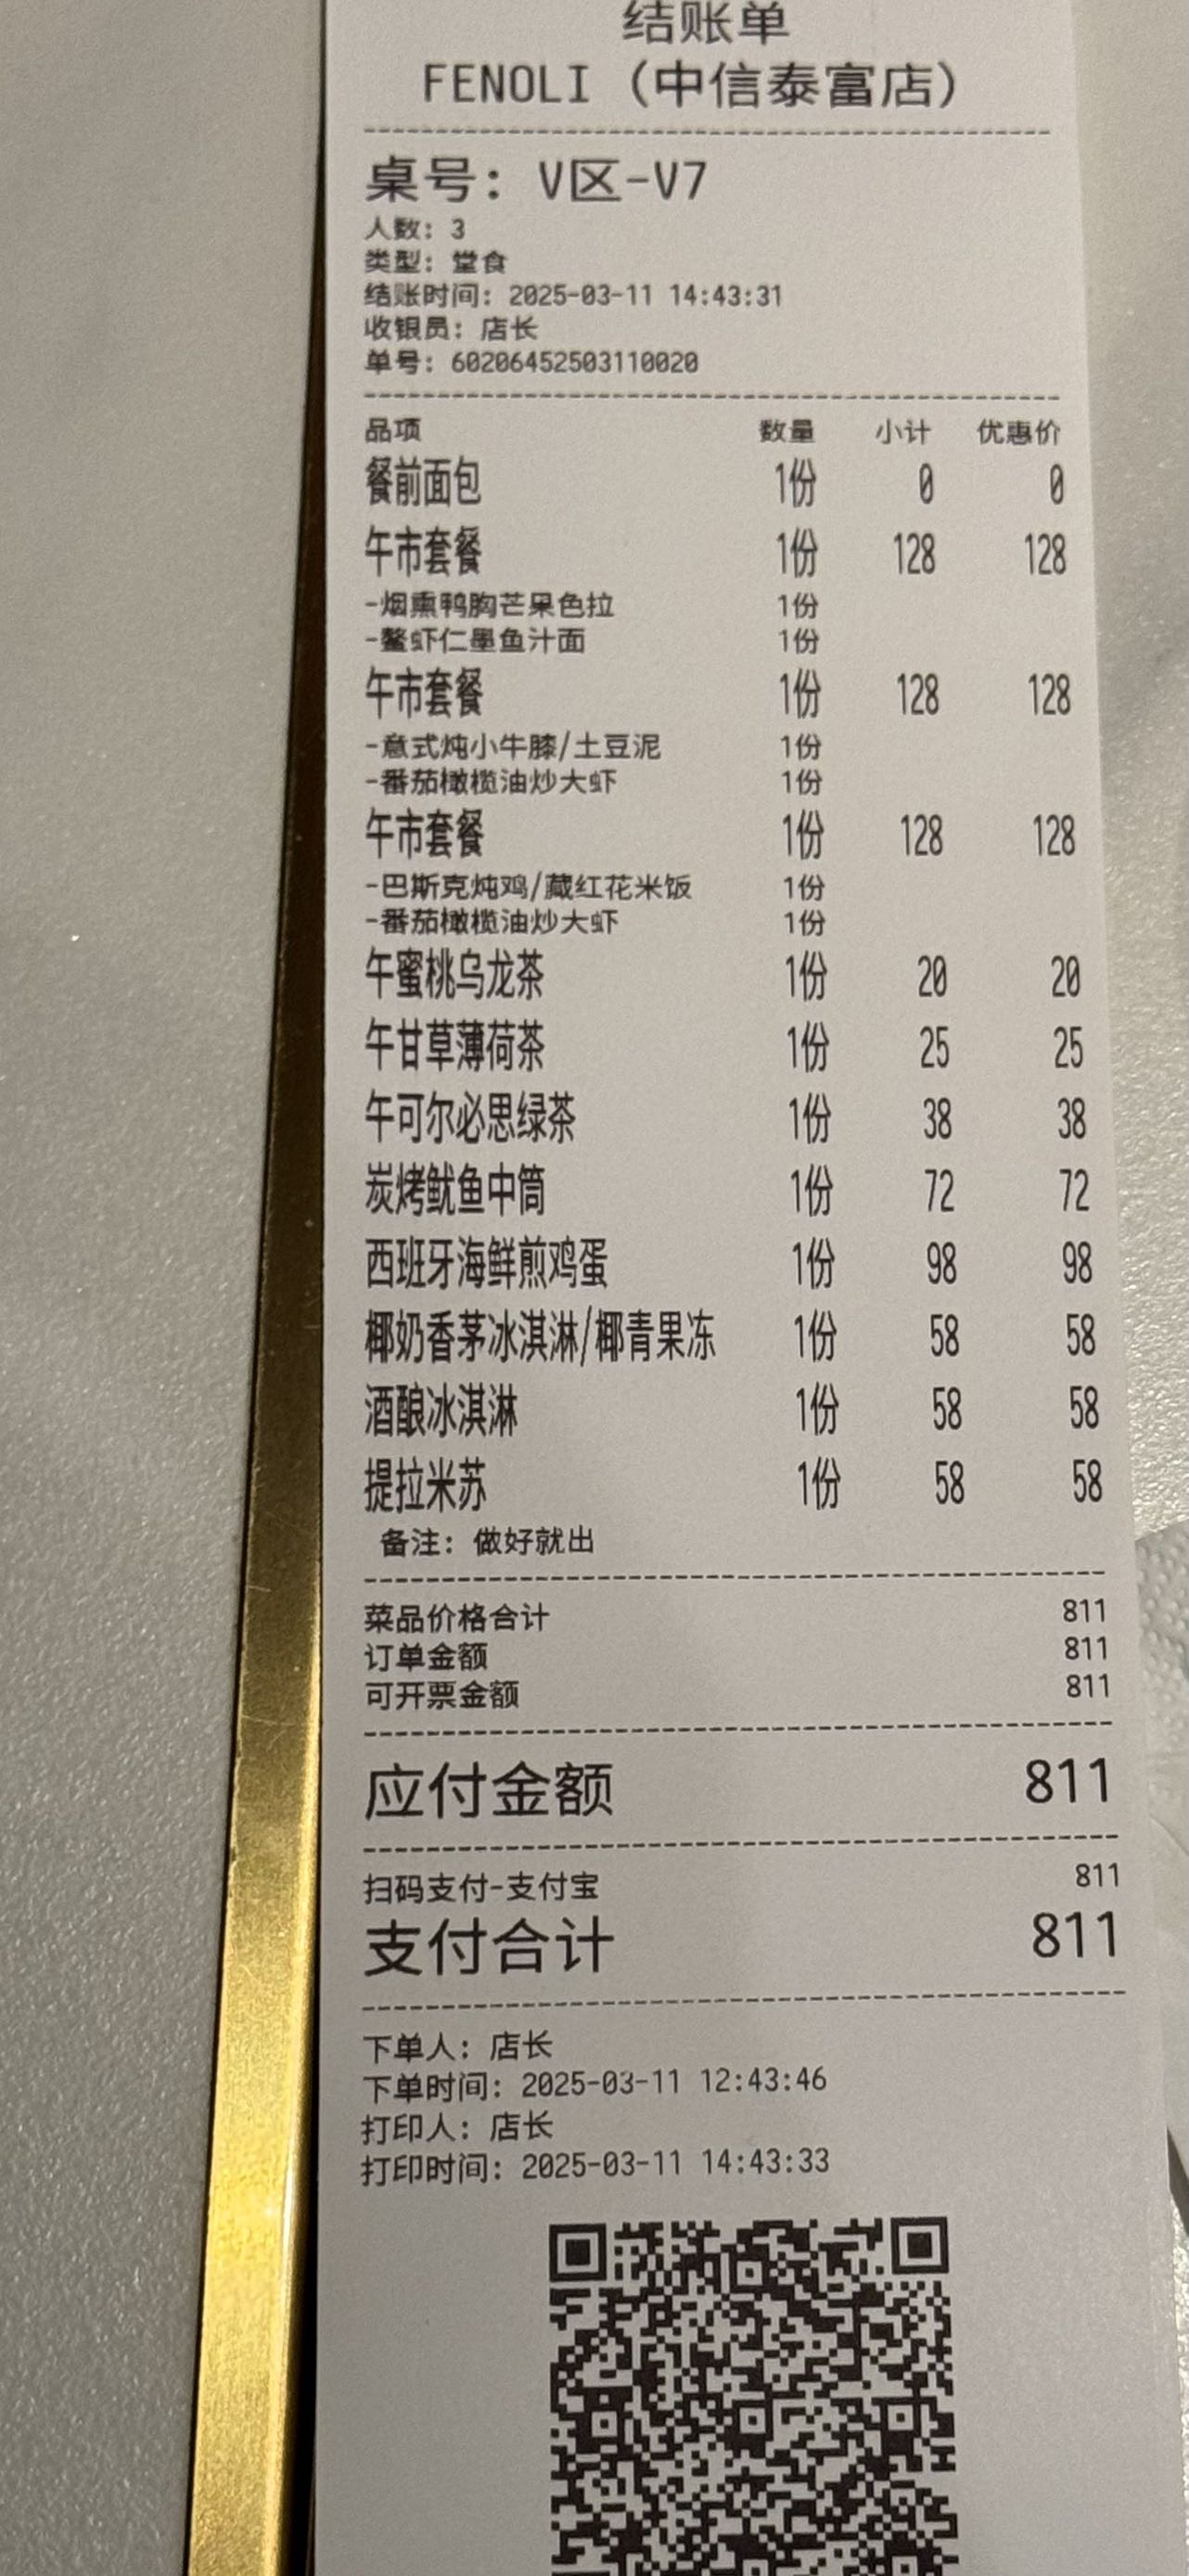 结账单
FENOLI（中信泰富店）
桌号：V区-V7
人数：3
类型：堂食
结账时间：2025-03-11 14:43:31
收银员：店长
单号：60206452503110020
品项 数量 小计 优惠价
餐前面包 1份 0 0
午市套餐 1份 128 128
-烟熏鸭胸芒果色拉 1份
-鳌虾仁墨鱼汁面 1份
午市套餐 1份 128 128
-意式炖小牛膝/土豆泥 1份
-番茄橄榄油炒大虾 1份
午市套餐 1份 128 128
-巴斯克炖鸡/藏红花米饭 1份
-番茄橄榄油炒大虾 1份
午蜜桃乌龙茶 1份 20 20
午甘草薄荷茶 1份 25 25
午可尔必思绿茶 1份 38 38
炭烤鱿鱼中筒 1份 72 72
西班牙海鲜煎鸡蛋 1份 98 98
椰奶香茅冰淇淋/椰青果冻 1份 58 58
酒酿冰淇淋 1份 58 58
提拉米苏 1份 58 58
备注：做好就出
菜品价格合计 811
订单金额 811
可开票金额 811
应付金额 811
扫码支付-支付宝 811
支付合计 811
下单人：店长
下单时间：2025-03-11 12:43:46
打印人：店长
打印时间：2025-03-11 14:43:33